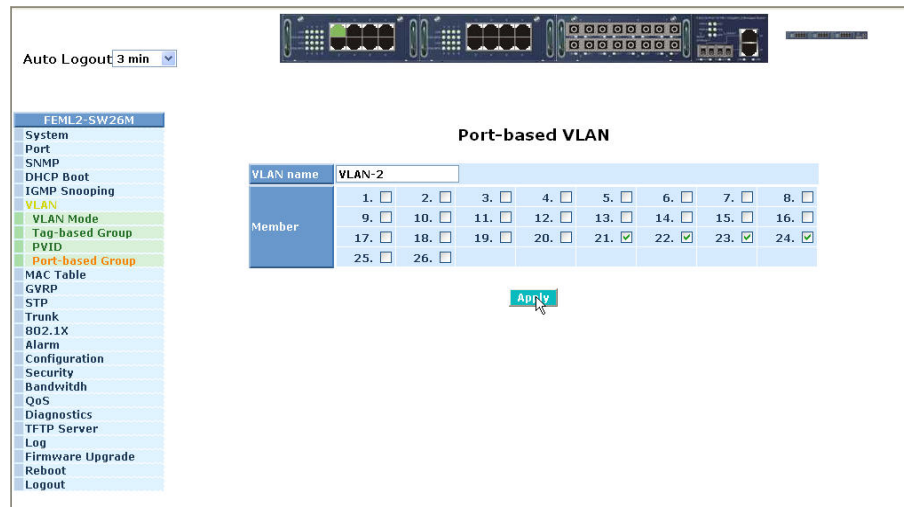 Auto Logout 3 min
FEML2-SW26M
System
Port
SNMP
DHCP Boot
IGMP Snooping
VLAN
VLAN Mode
Tag-based Group
PVID
Port-based Group
MAC Table
GVRP
STP
Trunk
802.1X
Alarm
Configuration
Security
Bandwitdh
QoS
Diagnostics
TFTP Server
Log
Firmware Upgrade
Reboot
Logout
Port-based VLAN
VLAN name VLAN-2
Member
1. 2. 3. 4. 5. 6. 7. 8.
9. 10. 11. 12. 13. 14. 15. 16.
17. 18. 19. 20. 21. 22. 23. 24.
25. 26.
Apply